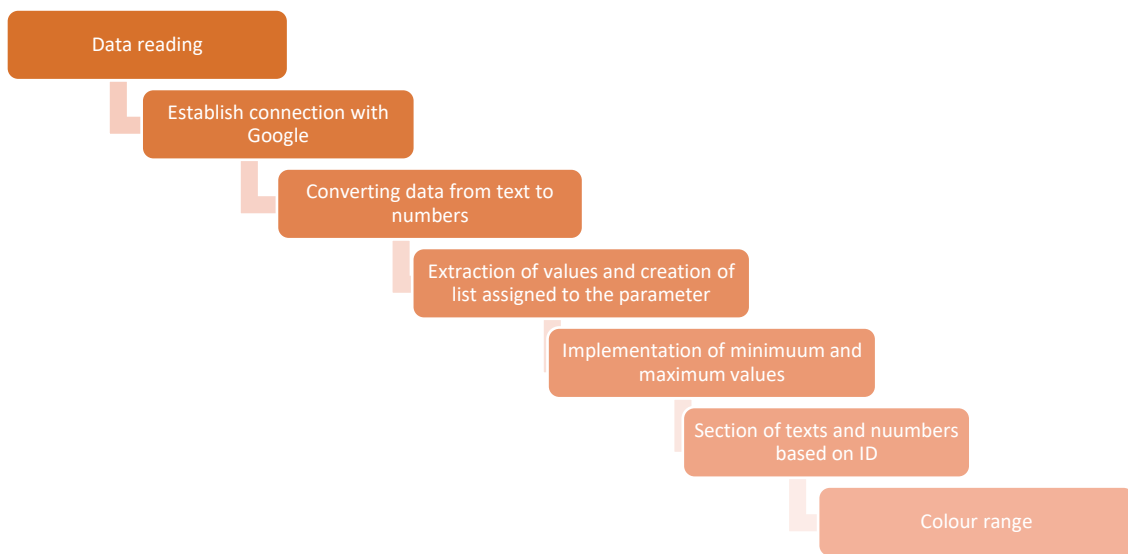 Data reading
Establish connection with
Google
Converting data from text to
numbers
Extraction of values and creation of
list assigned to the parameter
Implementation of minimuum and
maximum values
Section of texts and nuumbers
based on ID
Colour range